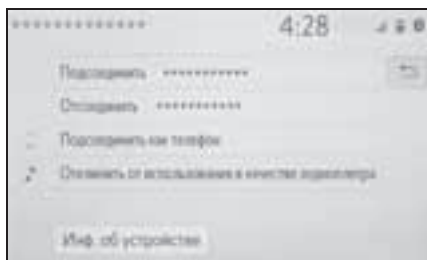 ************** 4:28
Подсоединить ***********
Отсоединить ***********
Подсоединить как телефон
Отключить от использования в качестве аудиоплеера
Инф. об устройстве